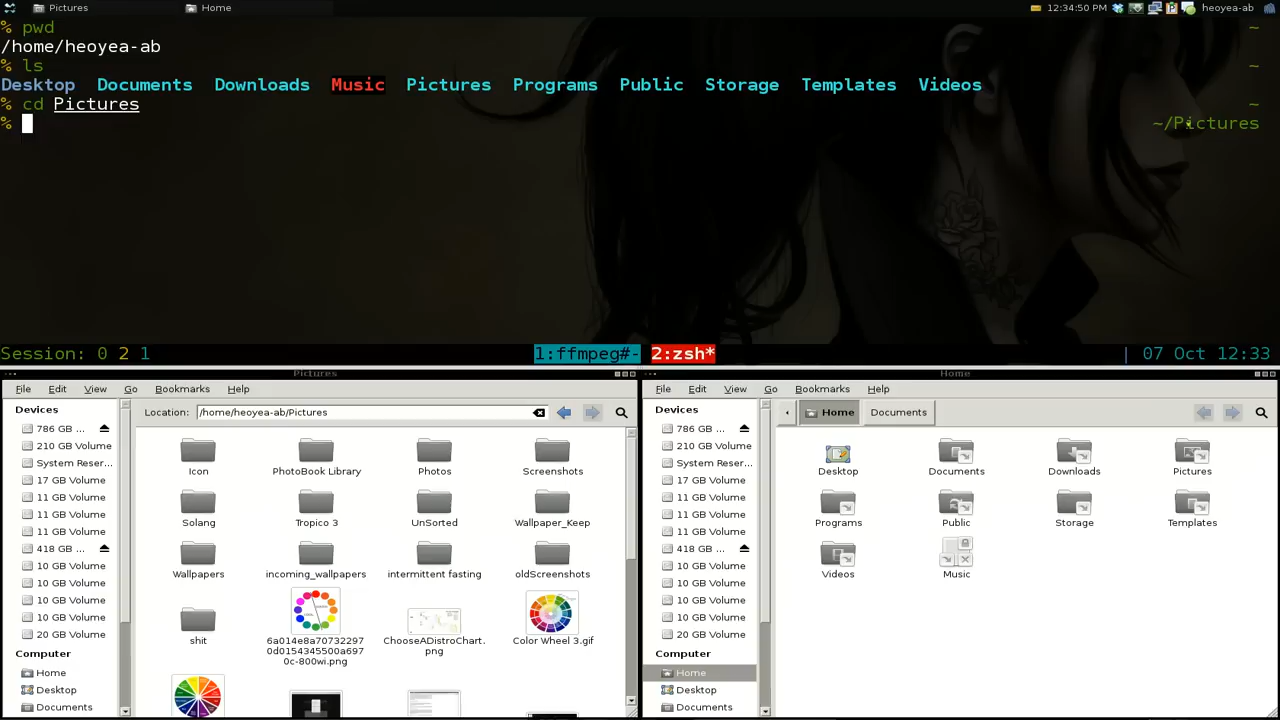 Pictures Home 12:34:50 PM heoyea-ab
% pwd ~
/home/heoyea-ab
% ls ~
Desktop Documents Downloads Music Pictures Programs Public Storage Templates Videos
% cd Pictures ~
% ~/Pictures
Session: 0 2 1 1:ffmpeg#- 2:zsh* | 07 Oct 12:33
Pictures
File Edit View Go Bookmarks Help
Devices
786 GB ...
210 GB Volume
System Reser...
17 GB Volume
11 GB Volume
11 GB Volume
11 GB Volume
418 GB ...
10 GB Volume
10 GB Volume
10 GB Volume
10 GB Volume
20 GB Volume
Computer
Home
Desktop
Documents
Location: /home/heoyea-ab/Pictures
Icon PhotoBook Library Photos Screenshots
Solang Tropico 3 UnSorted Wallpaper_Keep
Wallpapers incoming_wallpapers intermittent fasting oldScreenshots
shit
6a014e8a70732297
0d0154345500a697
0c-800wi.png
ChooseADistroChart.
png
Color Wheel 3.gif
Home
File Edit View Go Bookmarks Help
Devices
786 GB ...
210 GB Volume
System Reser...
17 GB Volume
11 GB Volume
11 GB Volume
11 GB Volume
418 GB ...
10 GB Volume
10 GB Volume
10 GB Volume
10 GB Volume
20 GB Volume
Computer
Home
Desktop
Documents
Home Documents
Desktop Documents Downloads Pictures
Programs Public Storage Templates
Videos Music